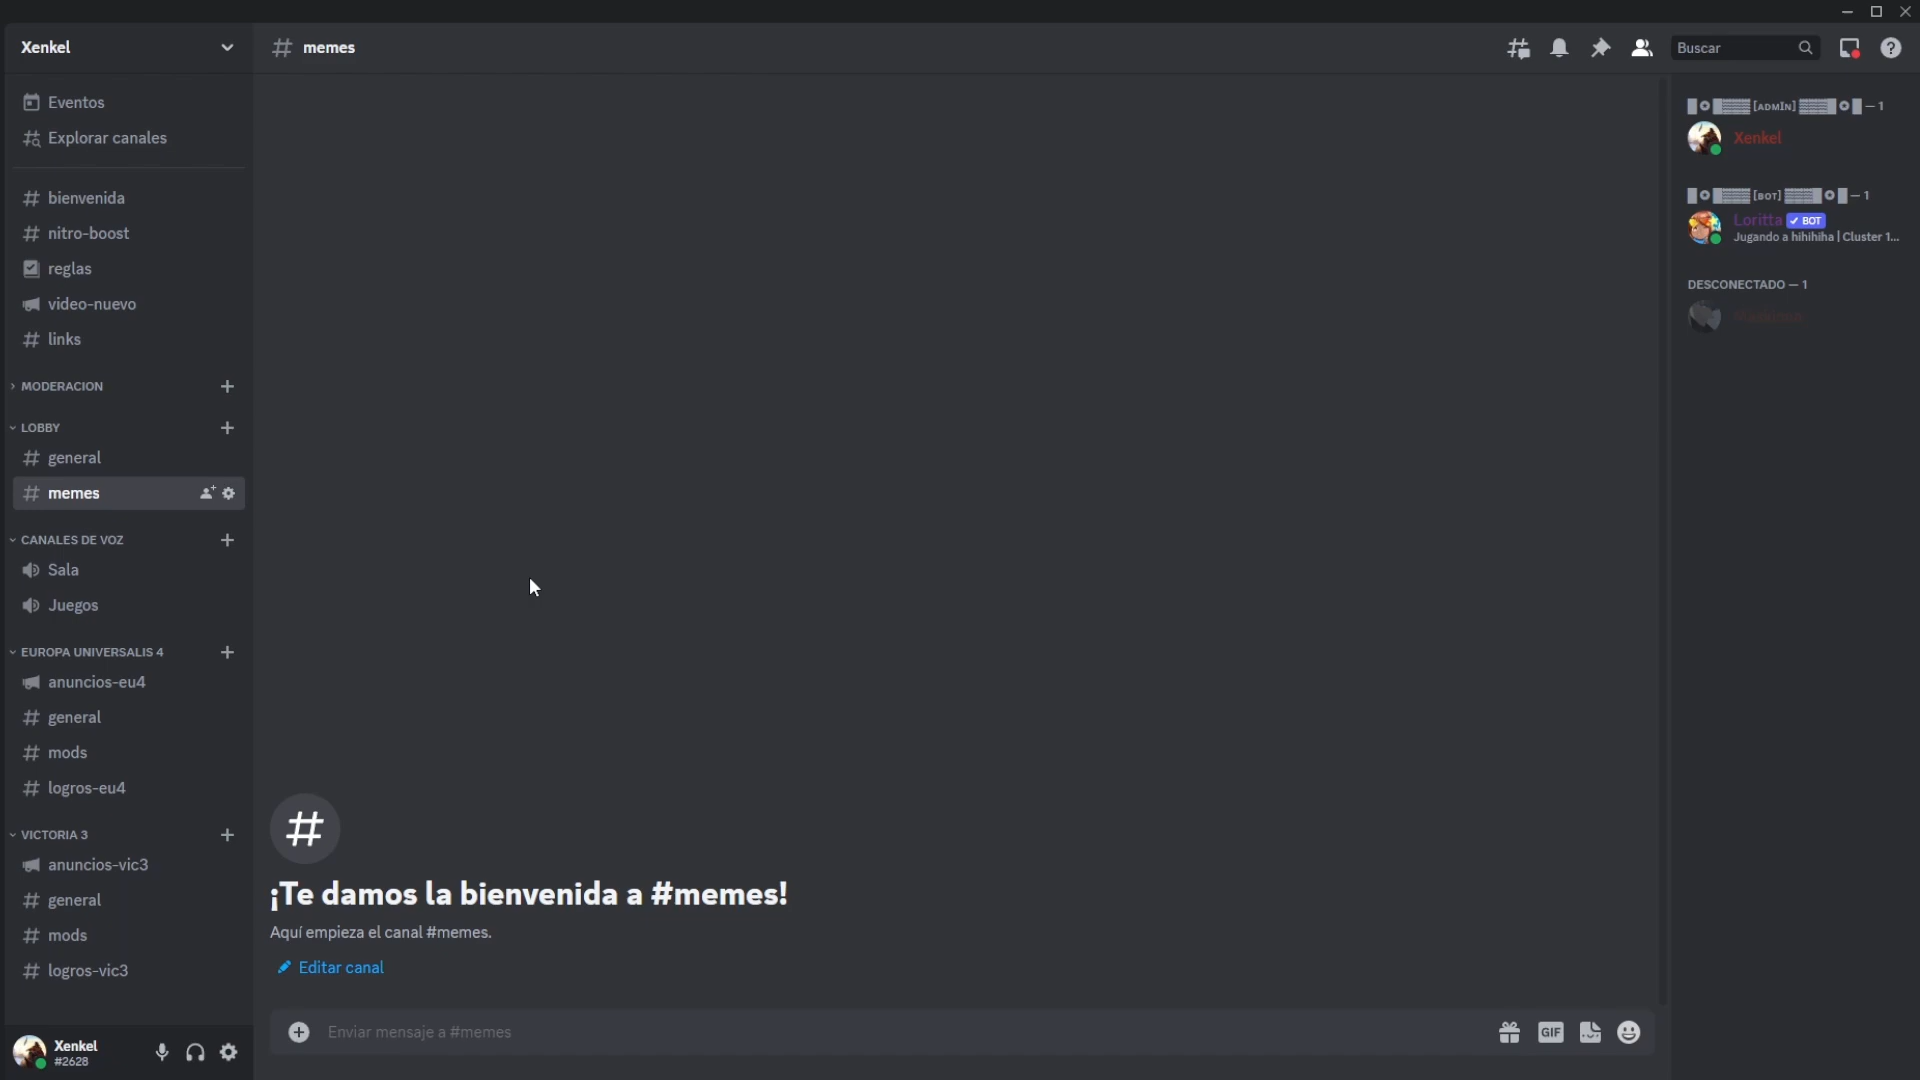 Xenkel
Eventos
Explorar canales
bienvenida
nitro-boost
reglas
video-nuevo
links
MODERACION
LOBBY
general
memes
CANALES DE VOZ
Sala
Juegos
EUROPA UNIVERSALIS 4
anuncios-eu4
general
mods
logros-eu4
VICTORIA 3
anuncios-vic3
general
mods
logros-vic3
Xenkel
#2628
# memes
Buscar
¡Te damos la bienvenida a #memes!
Aquí empieza el canal #memes.
Editar canal
Enviar mensaje a #memes
GIF
█⚙█▓▓▓ [ᴀᴅᴍIɴ] ▓▓▓█⚙█ — 1
Xenkel
█⚙█▓▓▓ [ʙᴏᴛ] ▓▓▓█⚙█ — 1
Loritta ✓ BOT
Jugando a hihihiha | Cluster 1...
DESCONECTADO — 1